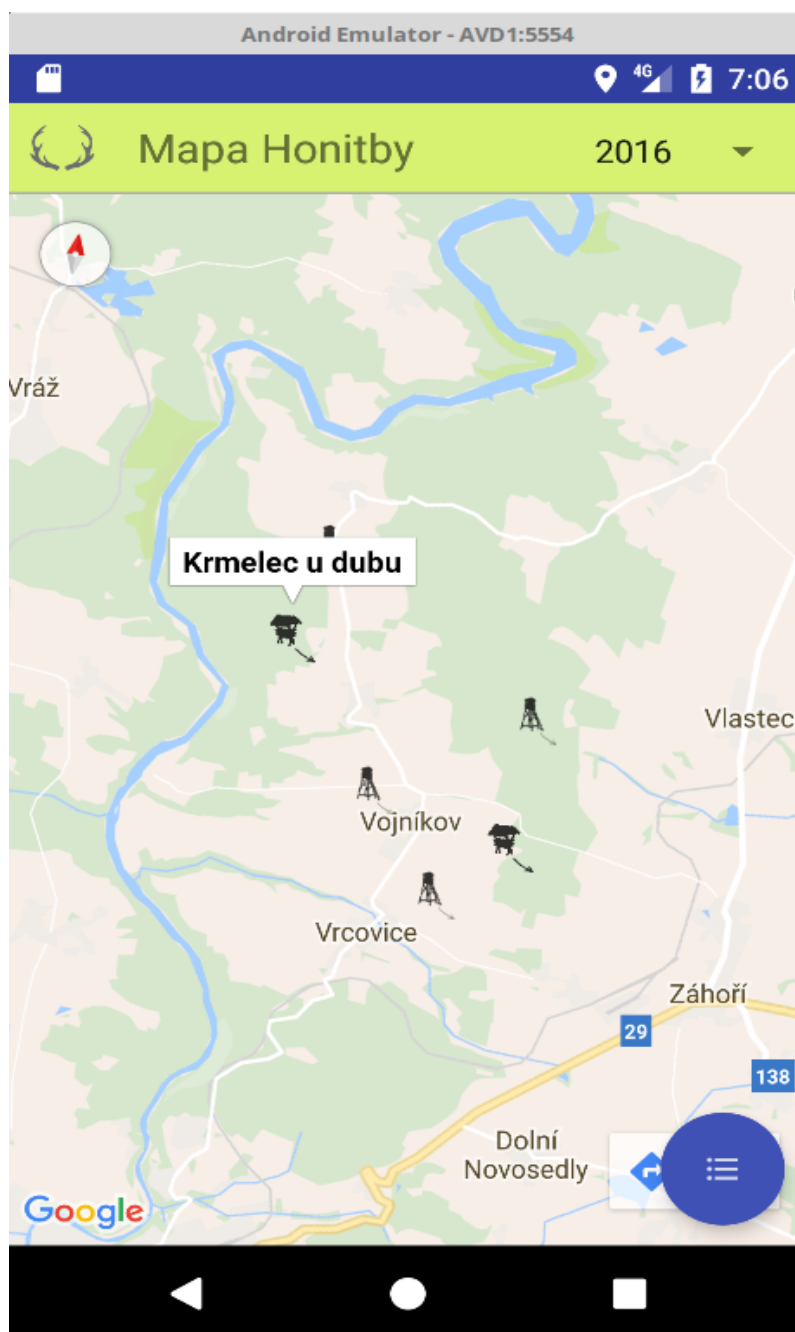 Android Emulator - AVD1:5554
4G
7:06
Mapa Honitby
2016
Vráž
Krmelec u dubu
Vlastec
Vojníkov
Vrcovice
Záhoří
29
138
Dolní
Novosedly
Google